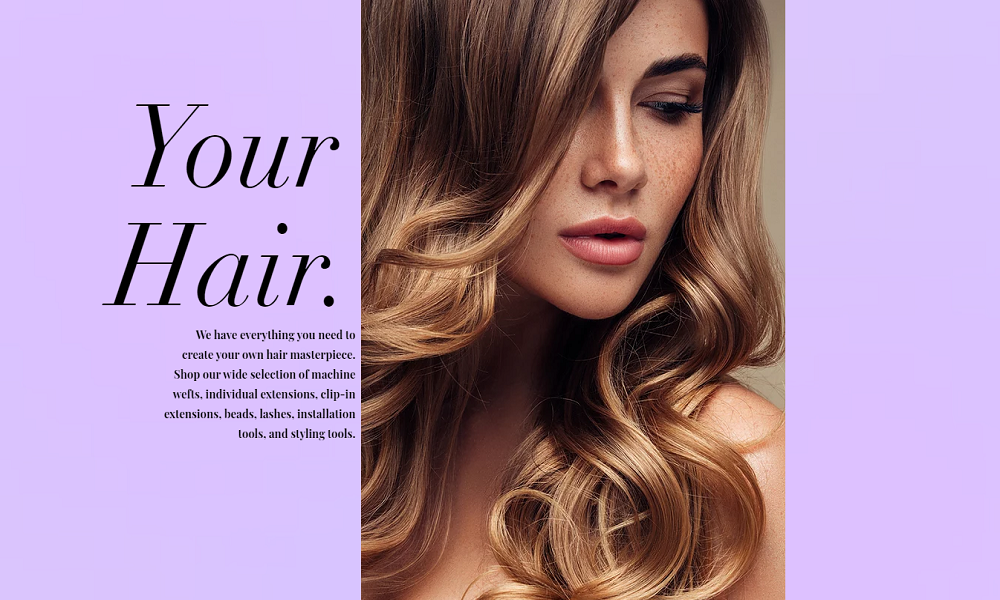 Your
Hair.
We have everything you need to
create your own hair masterpiece.
Shop our wide selection of machine
wefts, individual extensions, clip-in
extensions, beads, lashes, installation
tools, and styling tools.